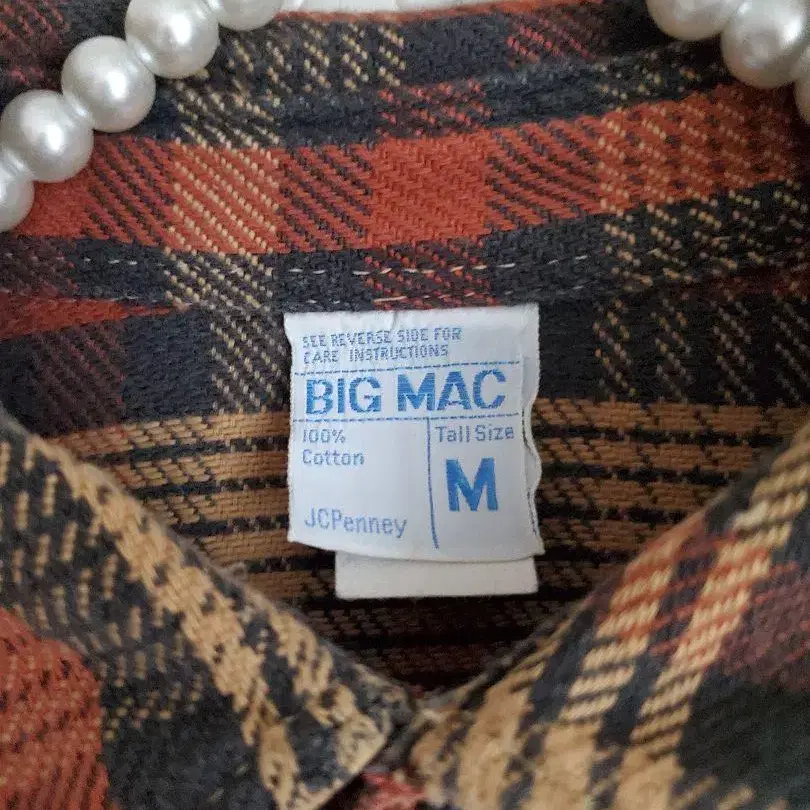 SEE REVERSE SIDE FOR
CARE INSTRUCTIONS
BIG MAC
100%
Cotton
JCPenney
Tall Size
M